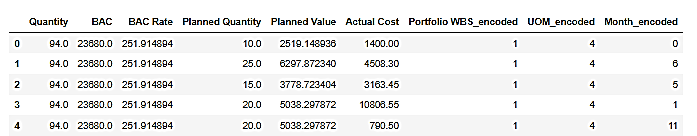 Quantity BAC BAC Rate Planned Quantity Planned Value Actual Cost Portfolio WBS_encoded UOM_encoded Month_encoded
0 94.0 23680.0 251.914894 10.0 2519.148936 1400.00 1 4 0
1 94.0 23680.0 251.914894 25.0 6297.872340 4508.30 1 4 6
2 94.0 23680.0 251.914894 15.0 3778.723404 3163.45 1 4 5
3 94.0 23680.0 251.914894 20.0 5038.297872 10806.55 1 4 1
4 94.0 23680.0 251.914894 20.0 5038.297872 790.50 1 4 11